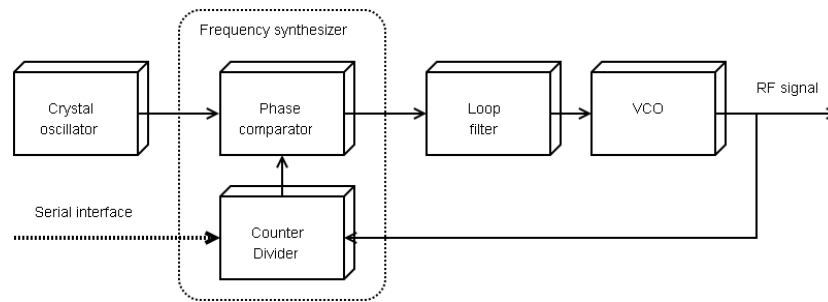 Frequency synthesizer
Crystal
oscillator
Phase
comparator
Loop
filter
VCO
RF signal
Serial interface
Counter
Divider